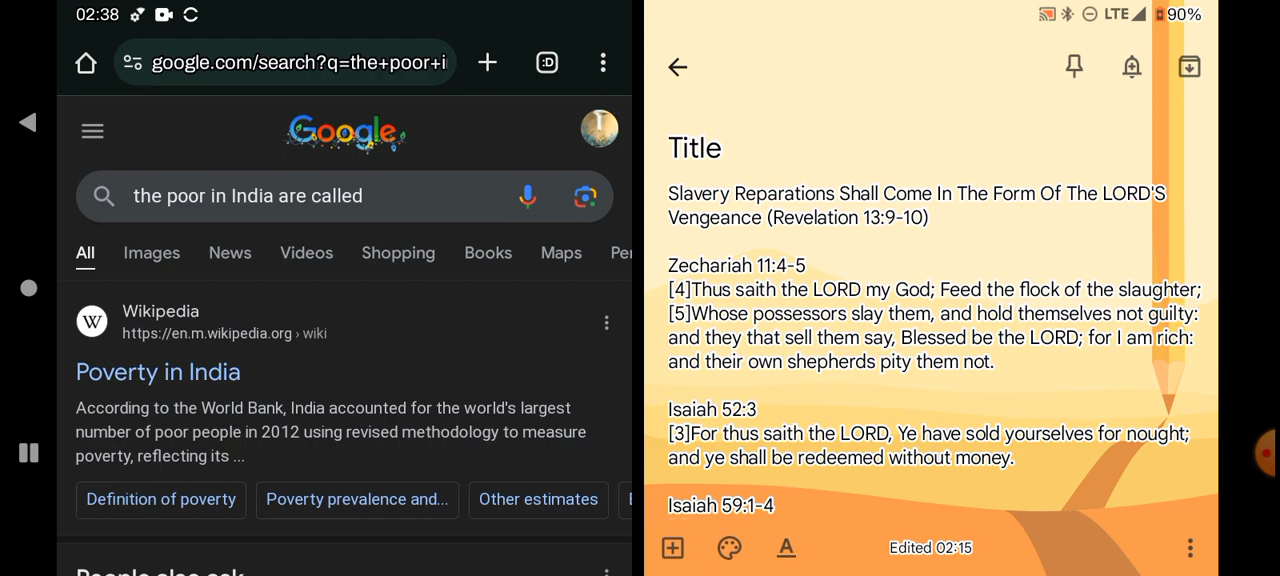 02:38
google.com/search?q=the+poor+i
:D
Google
the poor in India are called
All Images News Videos Shopping Books Maps Per
W
Wikipedia
https://en.m.wikipedia.org › wiki
Poverty in India
According to the World Bank, India accounted for the world's largest
number of poor people in 2012 using revised methodology to measure
poverty, reflecting its ...
Definition of poverty Poverty prevalence and... Other estimates
People also ask
LTE 90%
Title
Slavery Reparations Shall Come In The Form Of The LORD'S
Vengeance (Revelation 13:9-10)
Zechariah 11:4-5
[4]Thus saith the LORD my God; Feed the flock of the slaughter;
[5]Whose possessors slay them, and hold themselves not guilty:
and they that sell them say, Blessed be the LORD; for I am rich:
and their own shepherds pity them not.
Isaiah 52:3
[3]For thus saith the LORD, Ye have sold yourselves for nought;
and ye shall be redeemed without money.
Isaiah 59:1-4
A
Edited 02:15